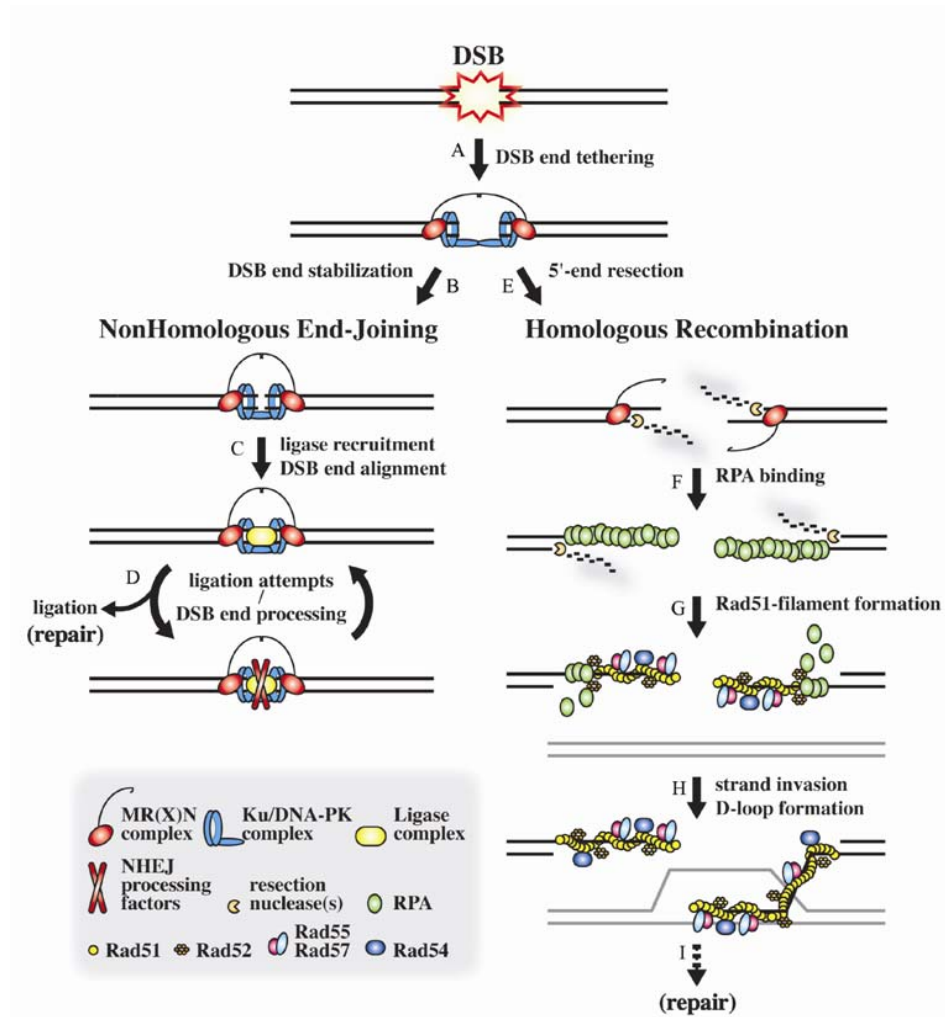 DSB
A
DSB end tethering
DSB end stabilization
B
E
5'-end resection
NonHomologous End-Joining
Homologous Recombination
C
ligase recruitment
DSB end alignment
F
RPA binding
D
ligation attempts
/
DSB end processing
ligation
(repair)
G
Rad51-filament formation
H
strand invasion
D-loop formation
MR(X)N
complex
Ku/DNA-PK
complex
Ligase
complex
NHEJ
processing
factors
resection
nuclease(s)
RPA
Rad51
Rad52
Rad55
Rad57
Rad54
I
(repair)